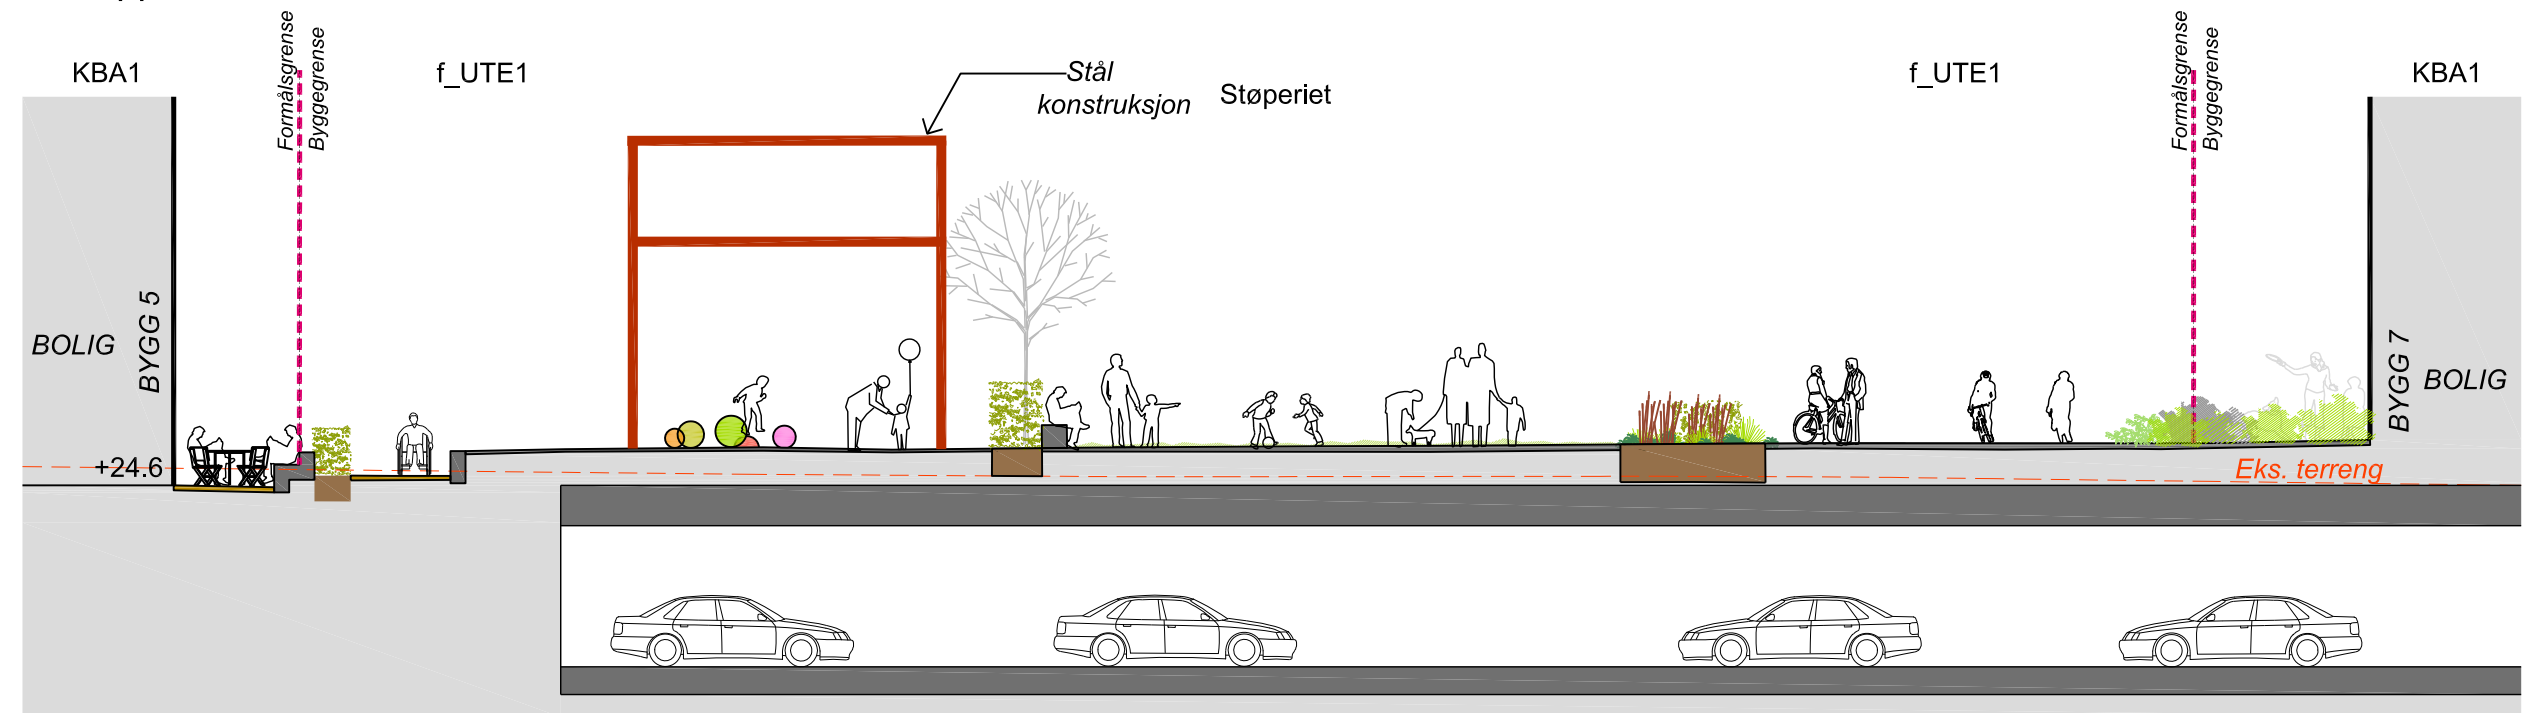 KBA1
Formålsgrense
Byggegrense
f_UTE1
Stål
konstruksjon
Støperiet
f_UTE1
Formålsgrense
Byggegrense
KBA1
BOLIG
BYGG 5
BYGG 7
BOLIG
+24.6
Eks. terreng